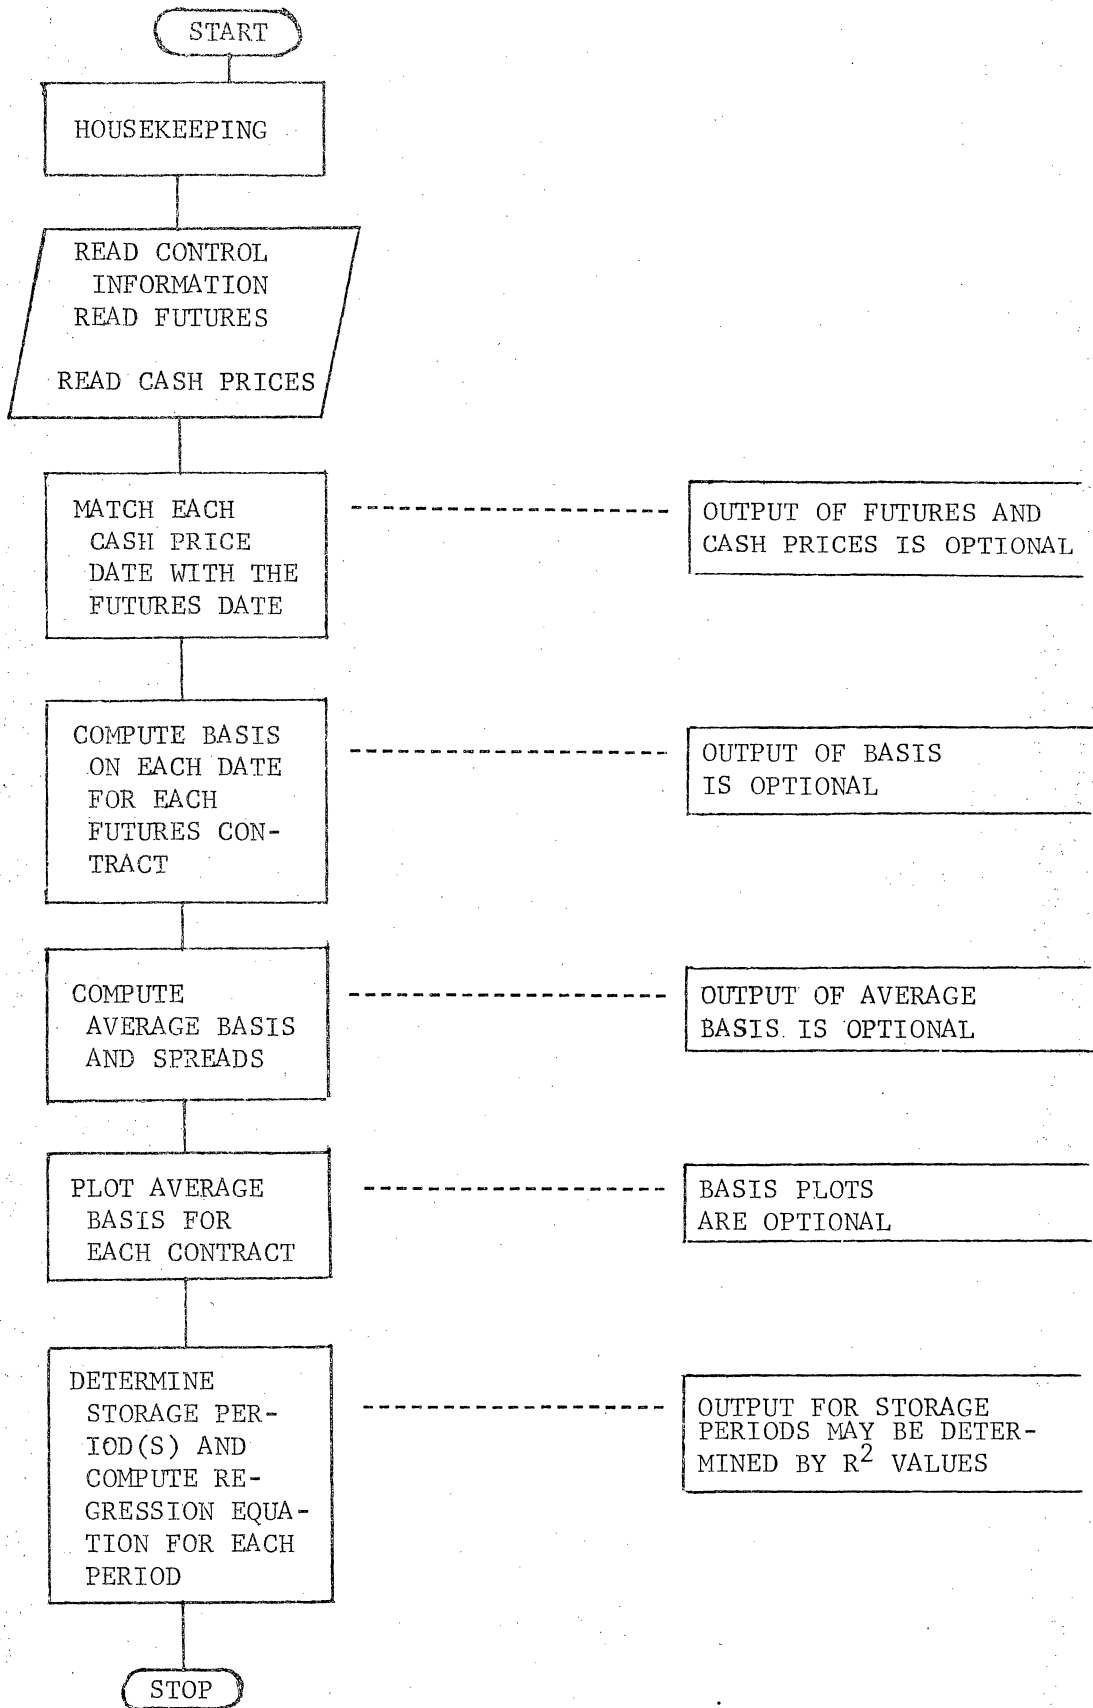 START
HOUSEKEEPING
READ CONTROL
INFORMATION
READ FUTURES
READ CASH PRICES
MATCH EACH
CASH PRICE
DATE WITH THE
FUTURES DATE
OUTPUT OF FUTURES AND
CASH PRICES IS OPTIONAL
COMPUTE BASIS
ON EACH DATE
FOR EACH
FUTURES CON-
TRACT
OUTPUT OF BASIS
IS OPTIONAL
COMPUTE
AVERAGE BASIS
AND SPREADS
OUTPUT OF AVERAGE
BASIS IS OPTIONAL
PLOT AVERAGE
BASIS FOR
EACH CONTRACT
BASIS PLOTS
ARE OPTIONAL
DETERMINE
STORAGE PER-
IOD(S) AND
COMPUTE RE-
GRESSION EQUA-
TION FOR EACH
PERIOD
OUTPUT FOR STORAGE
PERIODS MAY BE DETER-
MINED BY R² VALUES
STOP